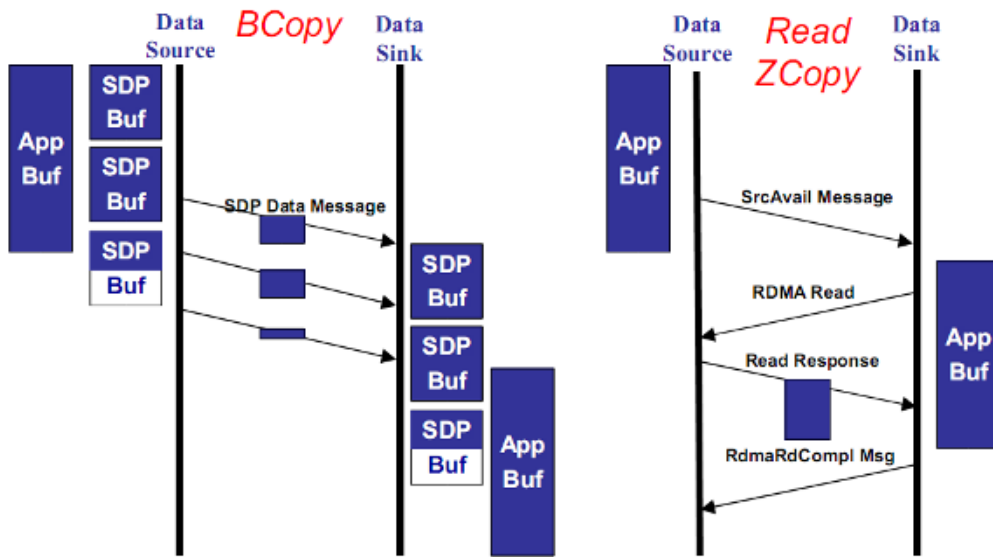 BCopy
Data
Source
Data
Sink
App
Buf
SDP
Buf
SDP
Buf
SDP
Buf
SDP Data Message
SDP
Buf
SDP
Buf
SDP
Buf
App
Buf
Read
ZCopy
Data
Source
Data
Sink
App
Buf
SrcAvail Message
RDMA Read
Read Response
RdmaRdCompl Msg
App
Buf